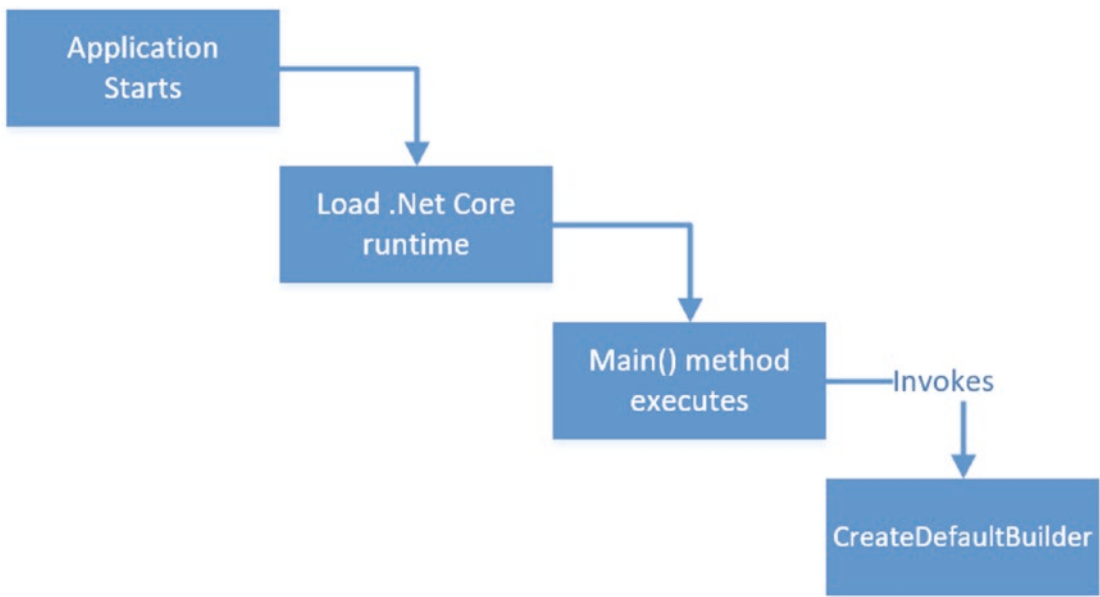 Application
Starts
Load .Net Core
runtime
Main() method
executes
Invokes
CreateDefaultBuilder